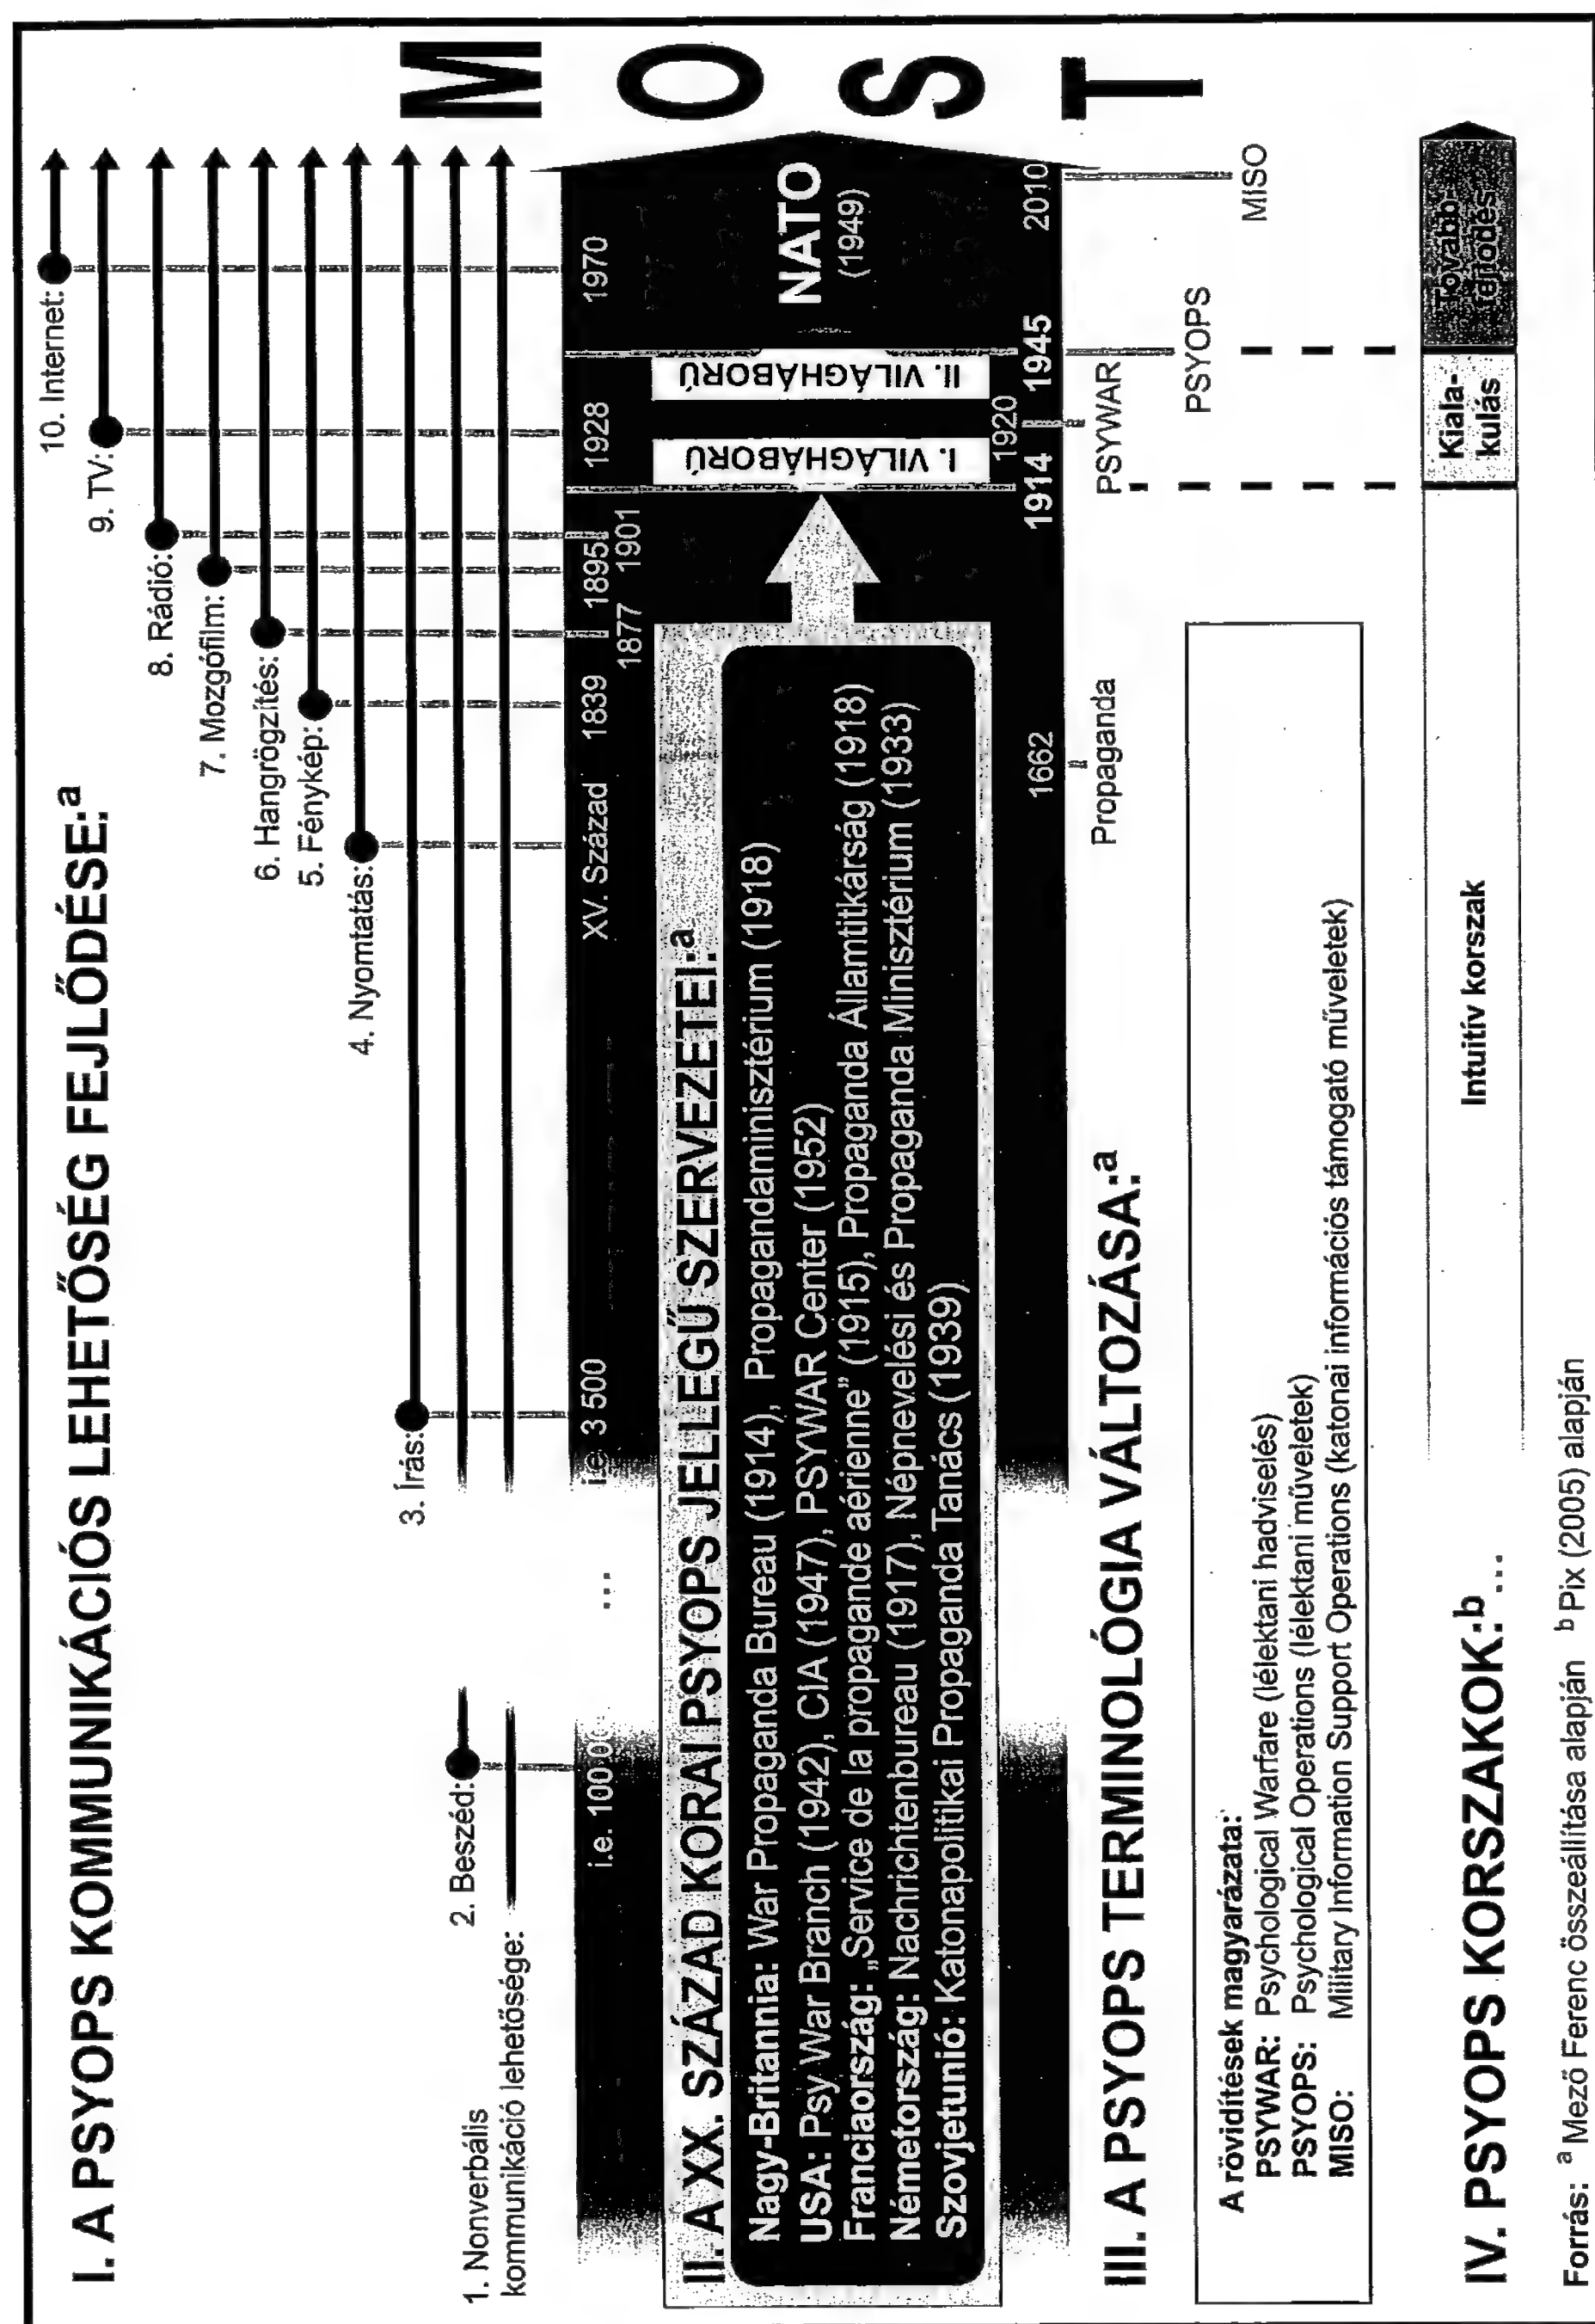 I. A PSYOPS KOMMUNIKÁCIÓS LEHETŐSÉG FEJLŐDÉSE:ª
10. Internet:
9. TV:
8. Rádió:
7. Mozgófilm:
6. Hangrögzítés:
5. Fénykép:
4. Nyomtatás:
3. Írás:
2. Beszéd:
1. Nonverbális
kommunikáció lehetősége:
i.e. 10000
...
i.e. 3 500
XV. Század
1839
1877
1895
1901
1928
1970
II. A XX. SZÁZAD KORAI PSYOPS JELLEGŰ SZERVEZETEI:ª
Nagy-Britannia: War Propaganda Bureau (1914), Propagandaminisztérium (1918)
USA: Psy War Branch (1942), CIA (1947), PSYWAR Center (1952)
Franciaország: „Service de la propagande aérienne” (1915), Propaganda Államtitkárság (1918)
Németország: Nachrichtenbureau (1917), Népnevelési és Propaganda Minisztérium (1933)
Szovjetunió: Katonapolitikai Propaganda Tanács (1939)
I. VILÁGHÁBORÚ
II. VILÁGHÁBORÚ
NATO
(1949)
MOST
1662
1914
1920
1945
2010
Propaganda
PSYWAR
PSYOPS
MISO
III. A PSYOPS TERMINOLÓGIA VÁLTOZÁSA:ª
A rövidítések magyarázata:
PSYWAR: Psychological Warfare (lélektani hadviselés)
PSYOPS: Psychological Operations (lélektani műveletek)
MISO: Military Information Support Operations (katonai információs támogató műveletek)
IV. PSYOPS KORSZAKOK:ᵇ
...
Intuitív korszak
Kiala-
kulás
Tovább-
fejlődés
Forrás: ª Mező Ferenc összeállítása alapján ᵇ Pix (2005) alapján